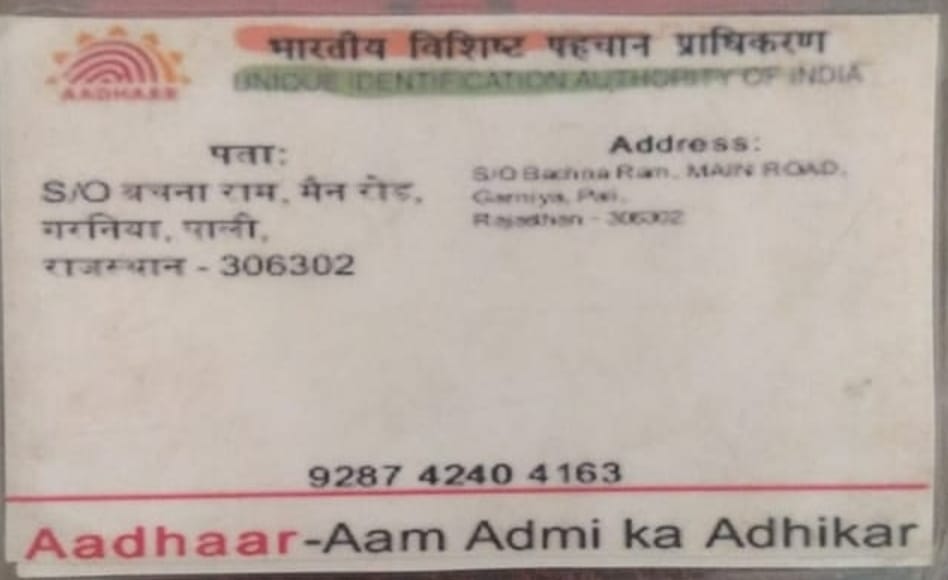 भारतीय विशिष्ट पहचान प्राधिकरण
UNIQUE IDENTIFICATION AUTHORITY OF INDIA
AADHAAR
पता:
S/O बचना राम, मैन रोड,
गरनिया, पाली,
राजस्थान - 306302
Address:
S/O Bachna Ram, MAIN ROAD,
Garniya, Pali,
Rajasthan - 306302
9287 4240 4163
Aadhaar-Aam Admi ka Adhikar